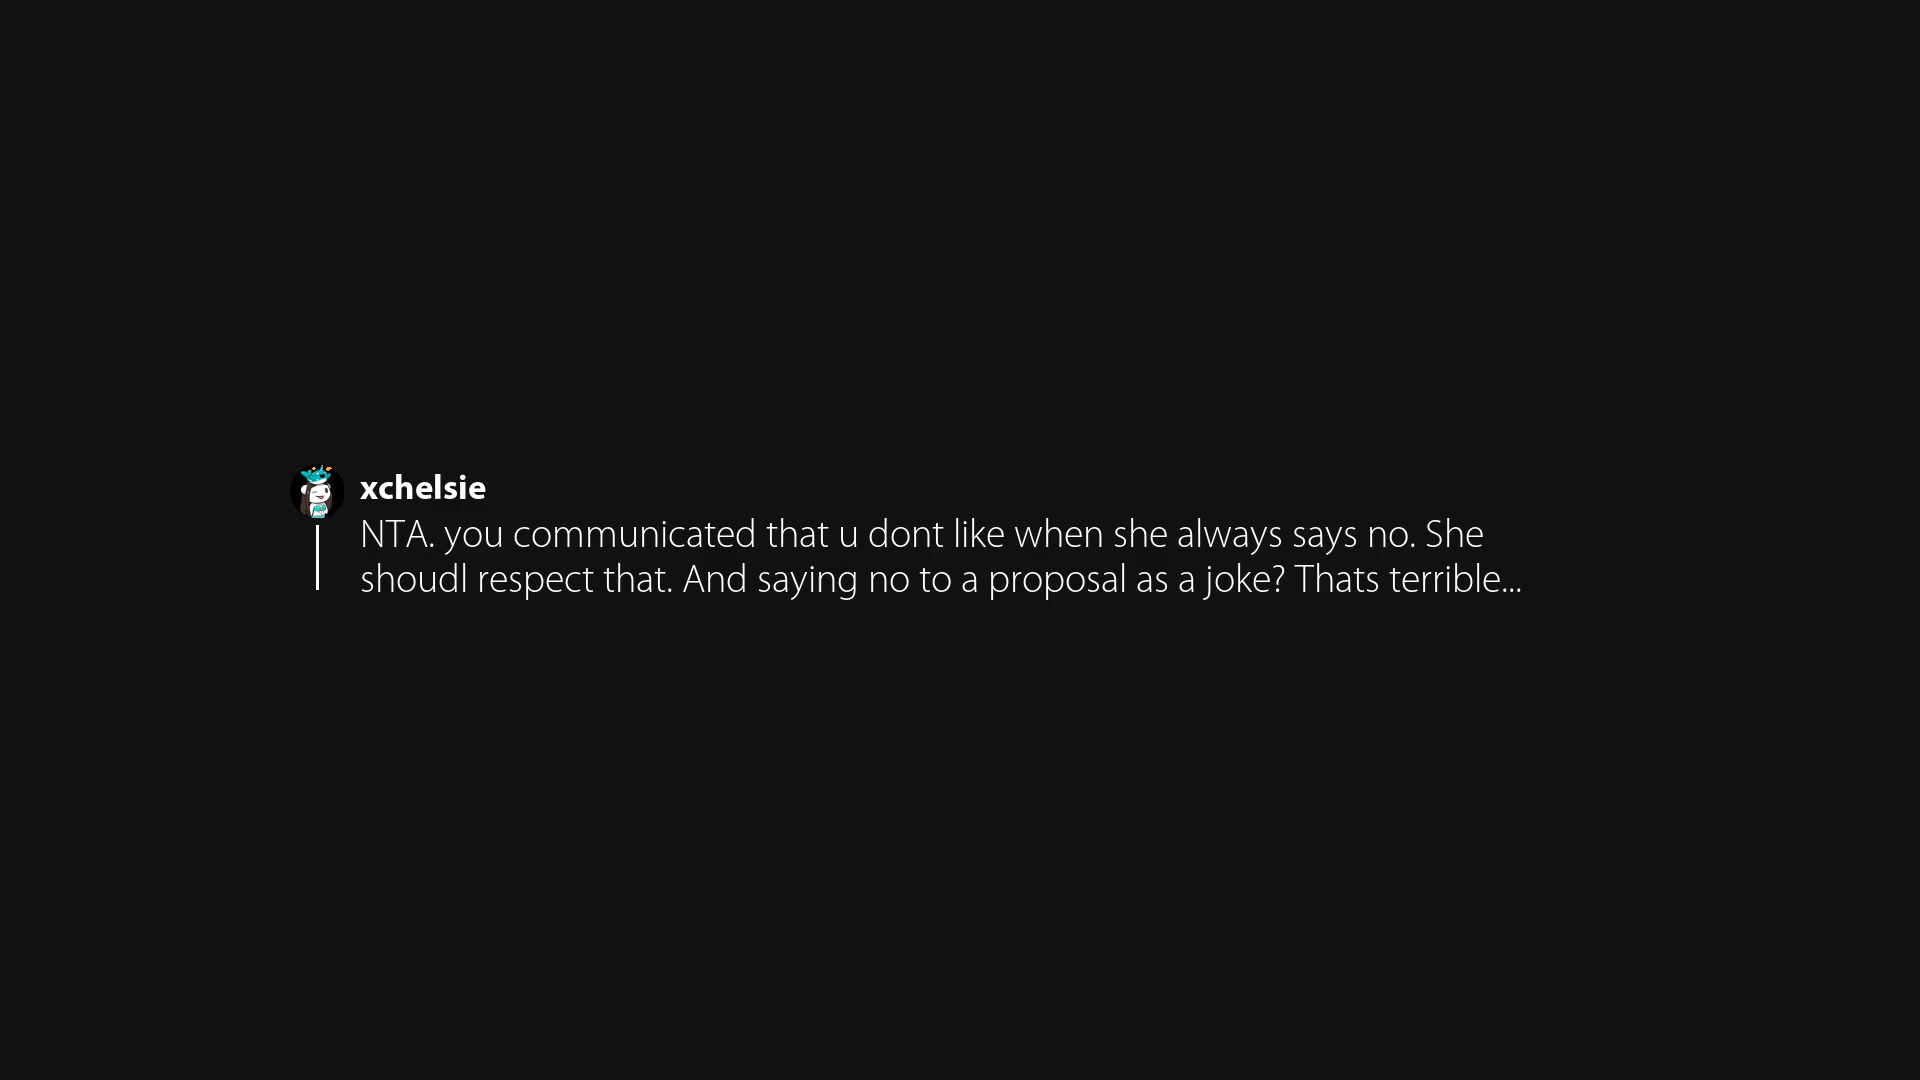 xchelsie
NTA. you communicated that u dont like when she always says no. She
shoudl respect that. And saying no to a proposal as a joke? Thats terrible...